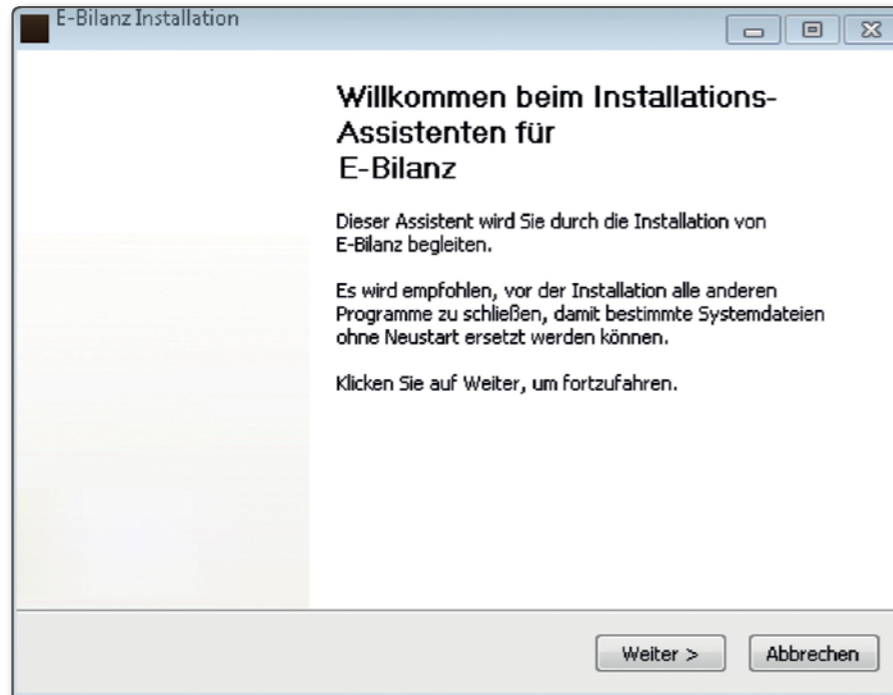 E-Bilanz Installation
Willkommen beim Installations-
Assistenten für
E-Bilanz
Dieser Assistent wird Sie durch die Installation von
E-Bilanz begleiten.
Es wird empfohlen, vor der Installation alle anderen
Programme zu schließen, damit bestimmte Systemdateien
ohne Neustart ersetzt werden können.
Klicken Sie auf Weiter, um fortzufahren.
Weiter > Abbrechen